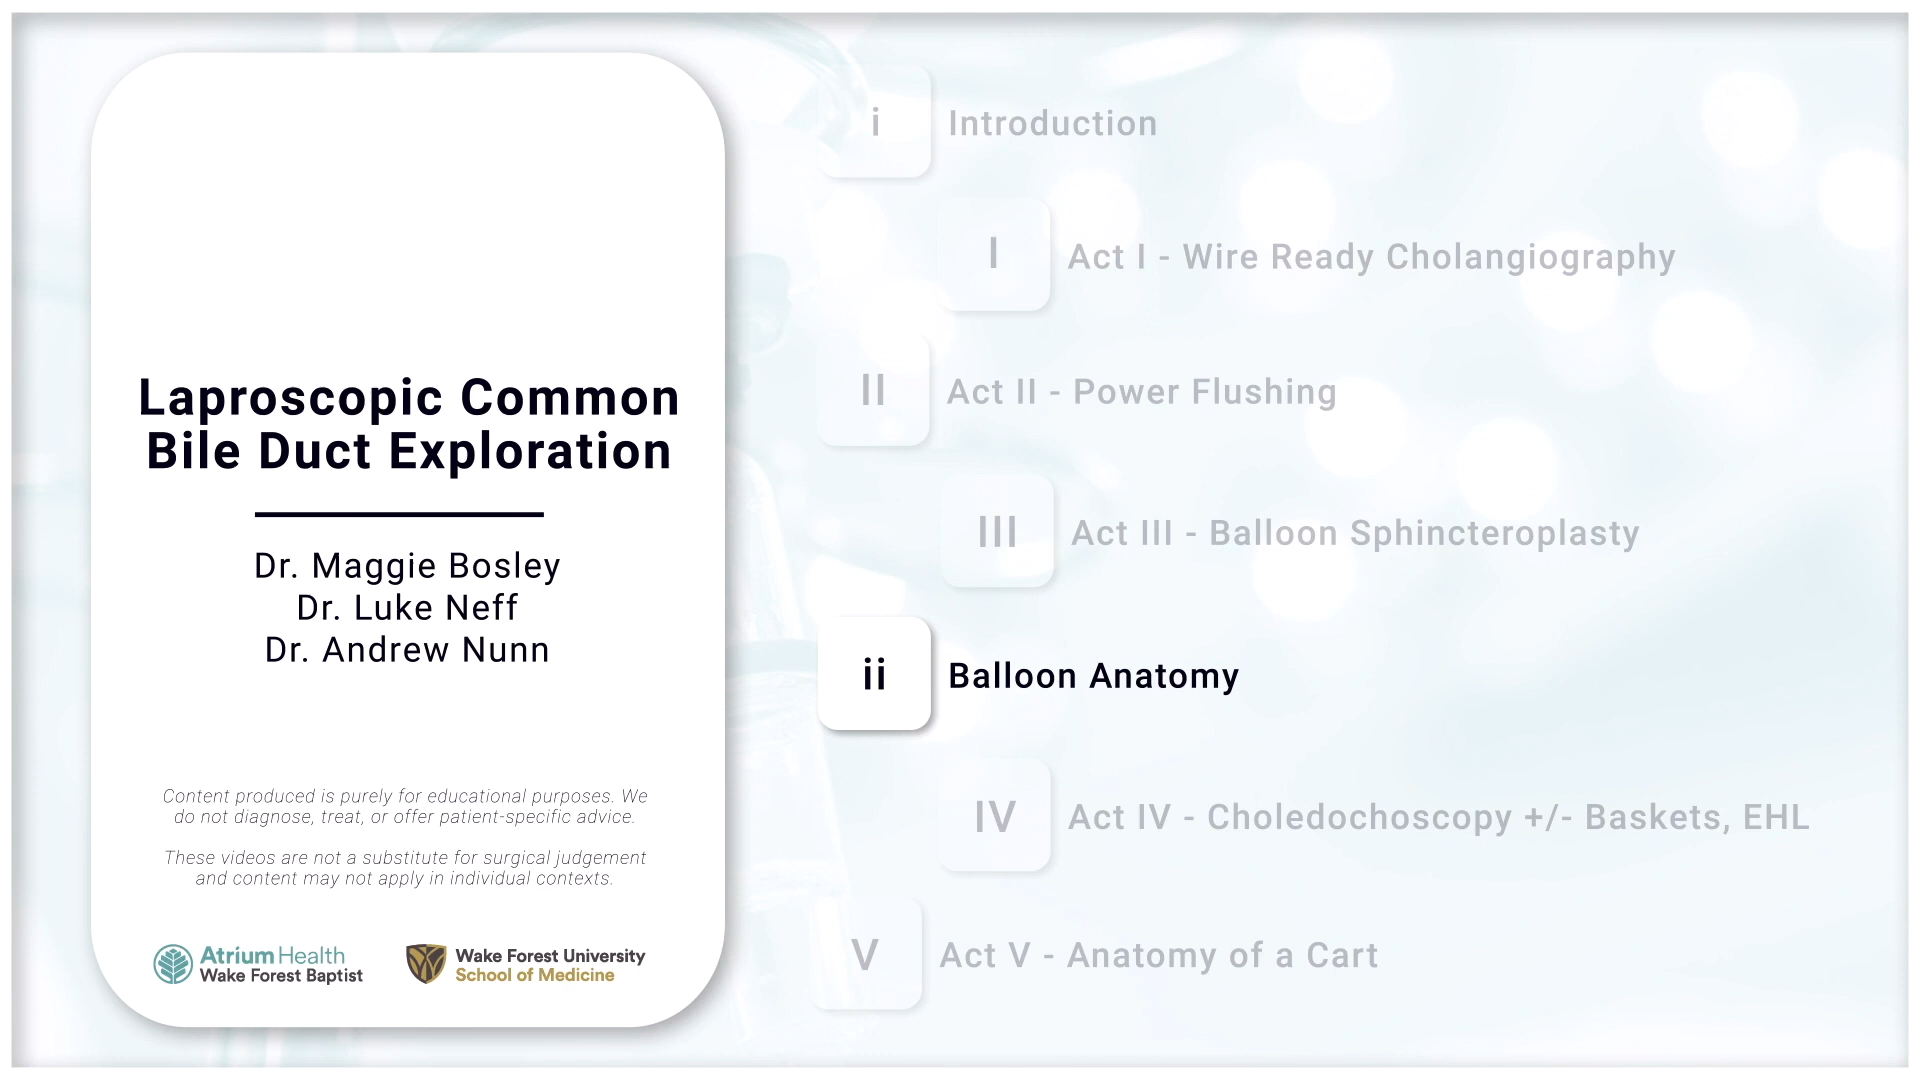 Laproscopic Common
Bile Duct Exploration
Dr. Maggie Bosley
Dr. Luke Neff
Dr. Andrew Nunn
Content produced is purely for educational purposes. We
do not diagnose, treat, or offer patient-specific advice.
These videos are not a substitute for surgical judgement
and content may not apply in individual contexts.
Atrium Health
Wake Forest Baptist
Wake Forest University
School of Medicine
i Introduction
I Act I - Wire Ready Cholangiography
II Act II - Power Flushing
III Act III - Balloon Sphincteroplasty
ii Balloon Anatomy
IV Act IV - Choledochoscopy +/- Baskets, EHL
V Act V - Anatomy of a Cart